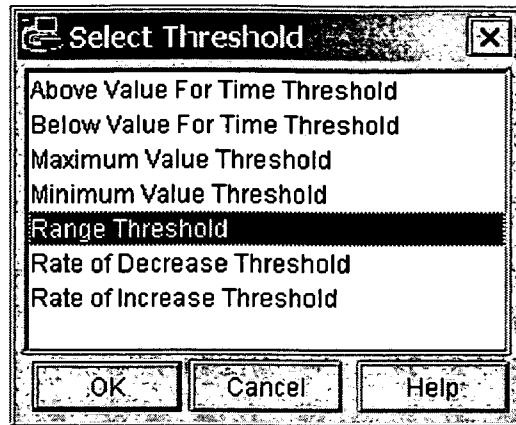 Select Threshold
Above Value For Time Threshold
Below Value For Time Threshold
Maximum Value Threshold
Minimum Value Threshold
Range Threshold
Rate of Decrease Threshold
Rate of Increase Threshold
OK Cancel Help